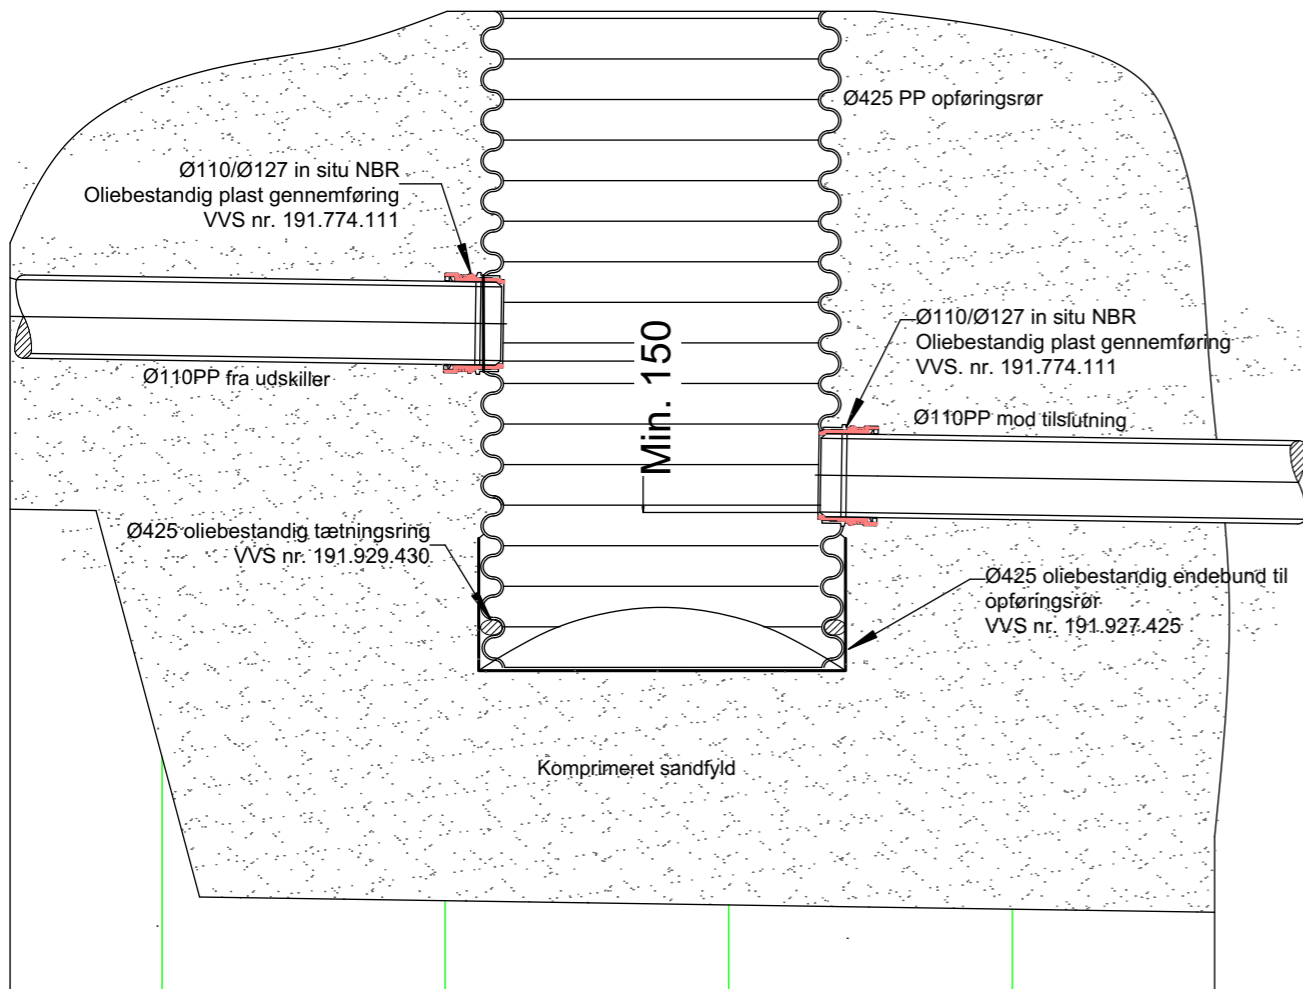 Ø425 PP opføringsrør
Ø110/Ø127 in situ NBR
Oliebestandig plast gennemføring
VVS nr. 191.774.111
Ø110/Ø127 in situ NBR
Oliebestandig plast gennemføring
VVS. nr. 191.774.111
Min. 150
Ø110PP fra udskiller
Ø110PP mod tilslutning
Ø425 oliebestandig tætningsring
VVS nr. 191.929.430
Ø425 oliebestandig endebund til
opføringsrør
VVS nr. 191.927.425
Komprimeret sandfyld